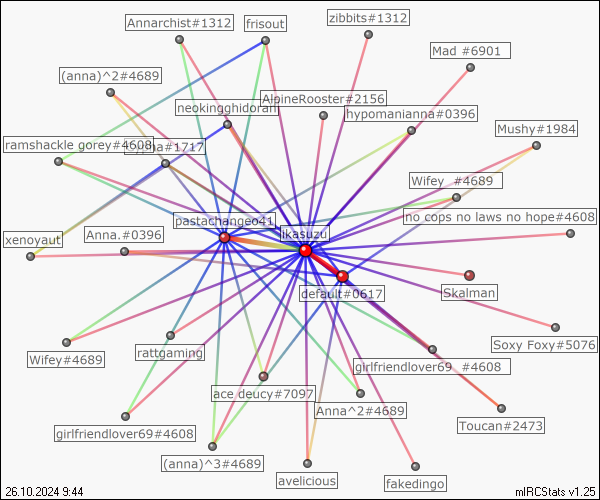 Annarchist#1312
frisout
zibbits#1312
Mad #6901
(anna)^2#4689
AlpineRooster#2156
neokingghidorah
hypomanianna#0396
Mushy#1984
ramshackle gorey#4608
#1717
Wifey_#4689
no cops no laws no hope#4608
pastachangeo41
ikasuzu
Anna.#0396
xenoyaut
default#0617
Skalman
Soxy Foxy#5076
Wifey#4689
rattgaming
girlfriendlover69_#4608
ace_deucy#7097
Anna^2#4689
Toucan#2473
girlfriendlover69#4608
(anna)^3#4689
avelicious
fakedingo
26.10.2024 9:44
mIRCStats v1.25